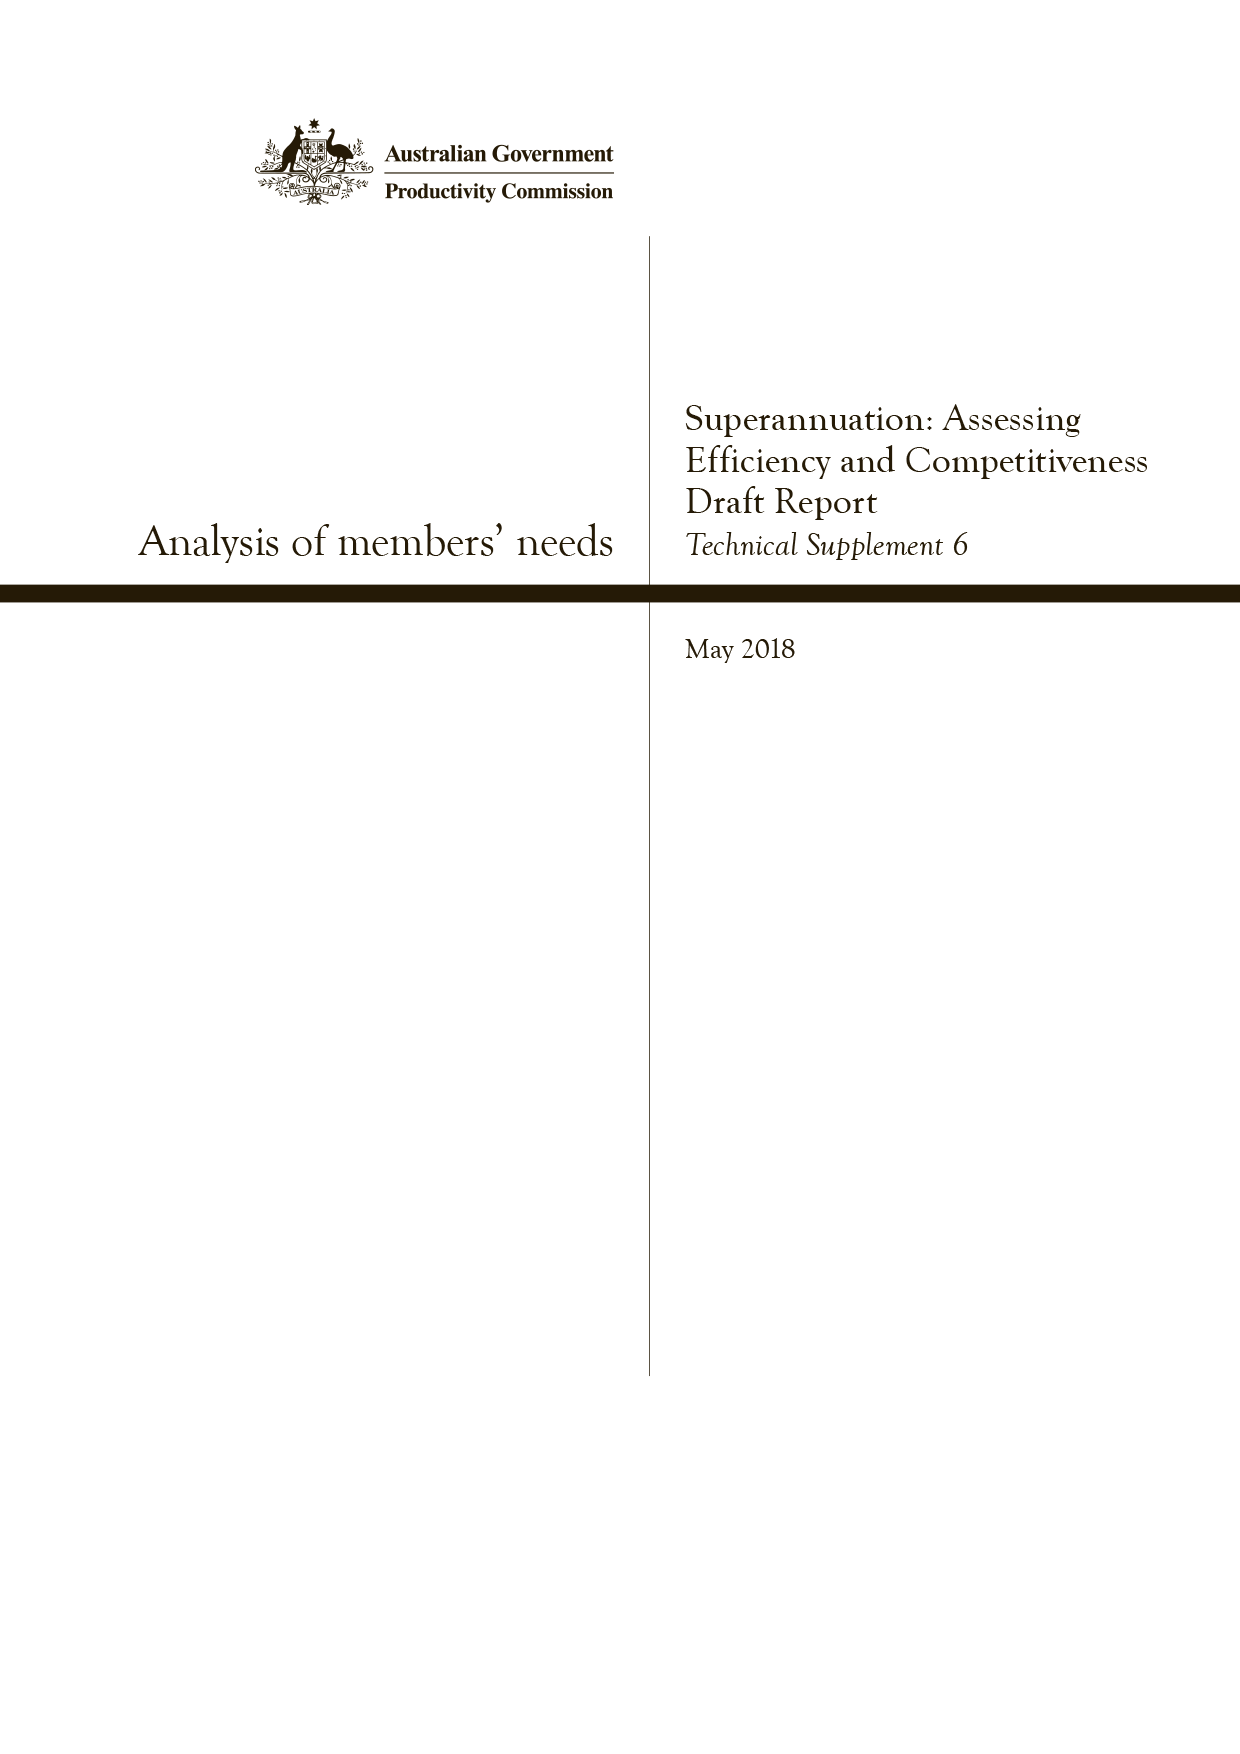 Australian Government
Productivity Commission
AUSTRALIA
Analysis of members’ needs
Superannuation: Assessing
Efficiency and Competitiveness
Draft Report
Technical Supplement 6
May 2018